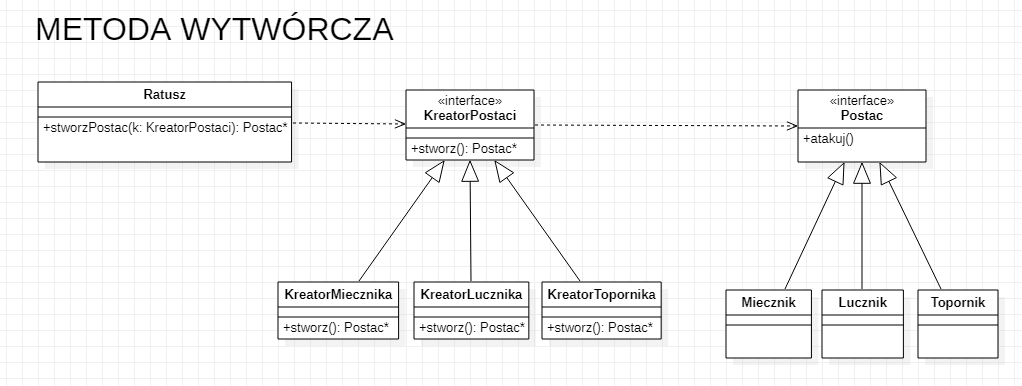 METODA WYTWÓRCZA
Ratusz
+stworzPostac(k: KreatorPostaci): Postac*
«interface»
KreatorPostaci
+stworz(): Postac*
«interface»
Postac
+atakuj()
KreatorMiecznika
+stworz(): Postac*
KreatorLucznika
+stworz(): Postac*
KreatorTopornika
+stworz(): Postac*
Miecznik
Lucznik
Topornik